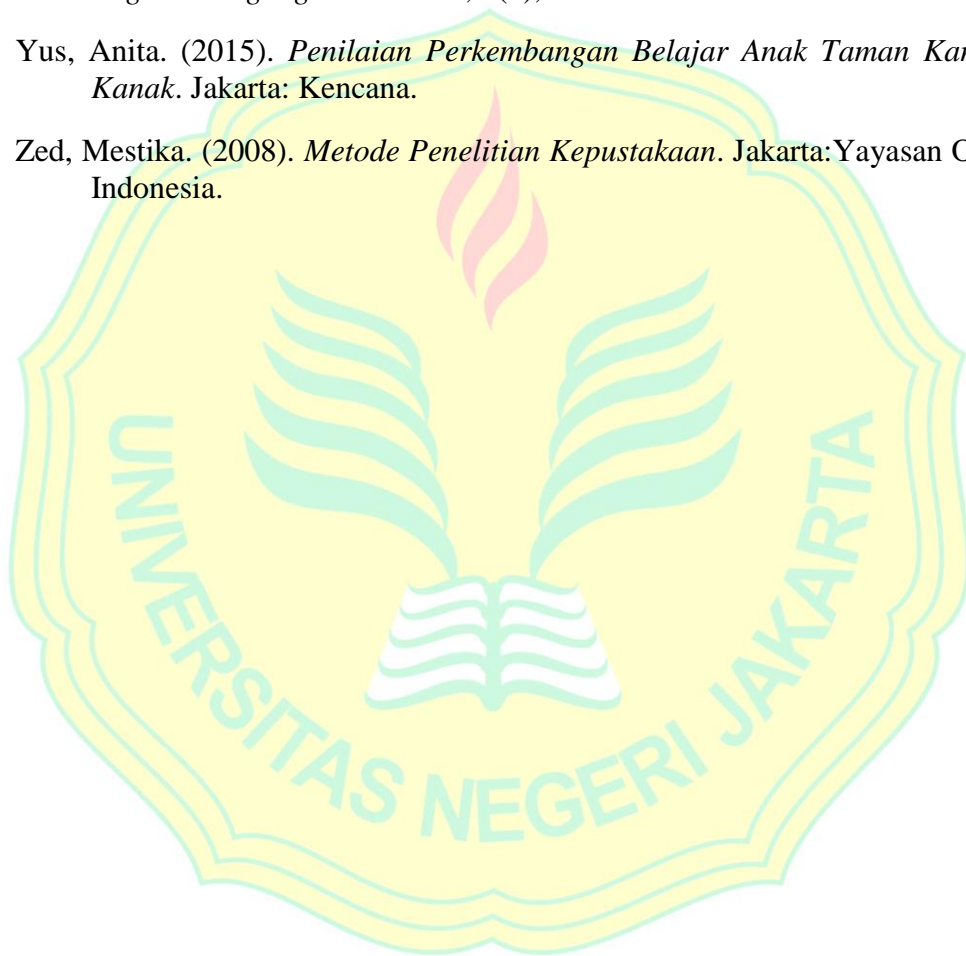 Yus, Anita. (2015). Penilaian Perkembangan Belajar Anak Taman
Kanak. Jakarta: Kencana.
Zed, Mestika. (2008). Metode Penelitian Kepustakaan. Jakarta:Yayasan
Indonesia.
UNIVERSITAS NEGERI JAKARTA